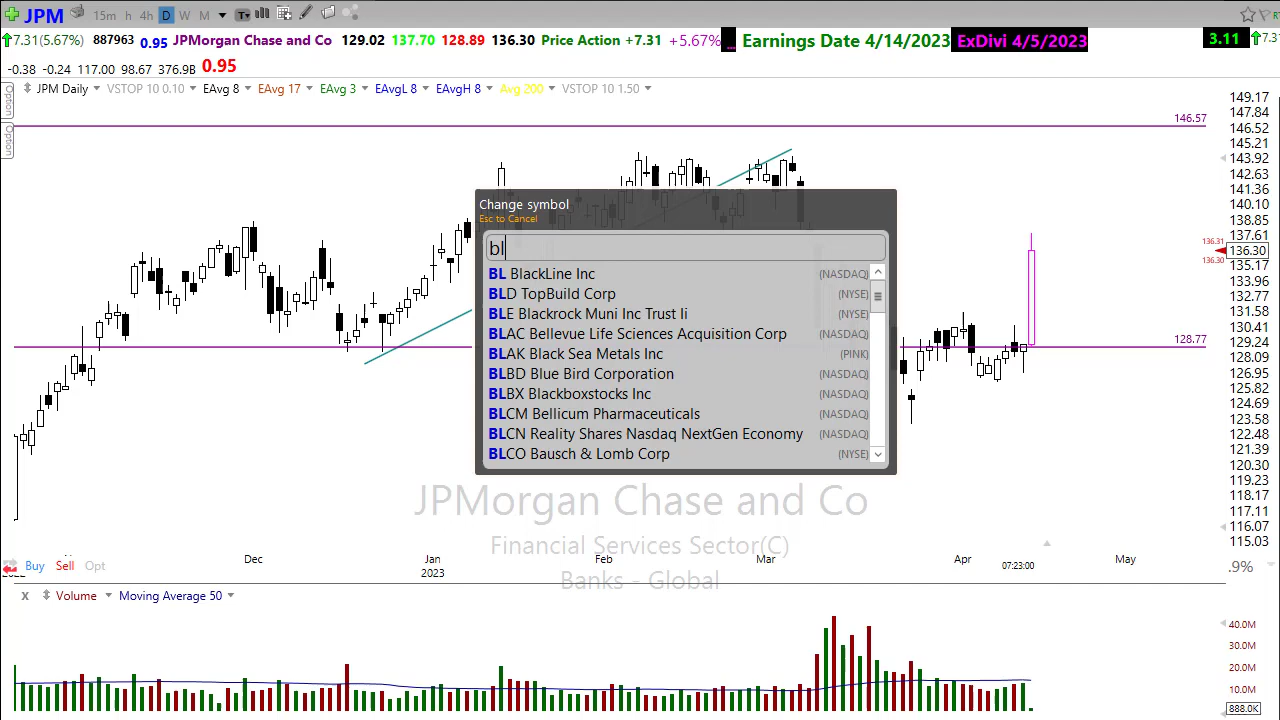 JPM 15m h 4h D W M
7.31(5.67%) 887963 0.95 JPMorgan Chase and Co 129.02 137.70 128.89 136.30 Price Action +7.31 +5.67% ... Earnings Date 4/14/2023 ExDivi 4/5/2023 3.11 7.3
-0.38 -0.24 117.00 98.67 376.9B 0.95
JPM Daily VSTOP 10 0.10 EAvg 8 EAvg 17 EAvg 3 EAvgL 8 EAvgH 8 Avg 200 VSTOP 10 1.50
Option
Option
149.17
147.84
146.57
146.52
145.21
143.92
142.63
141.36
138.85
137.61
136.31
136.30
136.30
135.17
133.96
132.77
131.58
130.41
129.24
128.77
128.09
126.95
125.82
124.69
123.58
122.48
121.39
120.30
119.23
118.17
117.11
116.07
115.03
Change symbol
Esc to Cancel
bl
BL BlackLine Inc (NASDAQ)
BLD TopBuild Corp (NYSE)
BLE Blackrock Muni Inc Trust Ii (NYSE)
BLAC Bellevue Life Sciences Acquisition Corp (NASDAQ)
BLAK Black Sea Metals Inc (PINK)
BLBD Blue Bird Corporation (NASDAQ)
BLBX Blackboxstocks Inc (NASDAQ)
BLCM Bellicum Pharmaceuticals (NASDAQ)
BLCN Reality Shares Nasdaq NextGen Economy (NASDAQ)
BLCO Bausch & Lomb Corp (NYSE)
JPMorgan Chase and Co
Financial Services Sector(C)
Banks - Global
Dec Jan Feb Mar Apr May
2023 07:23:00
Buy Sell Opt .9%
x Volume Moving Average 50
40.0M
30.0M
20.0M
10.0M
888.0K